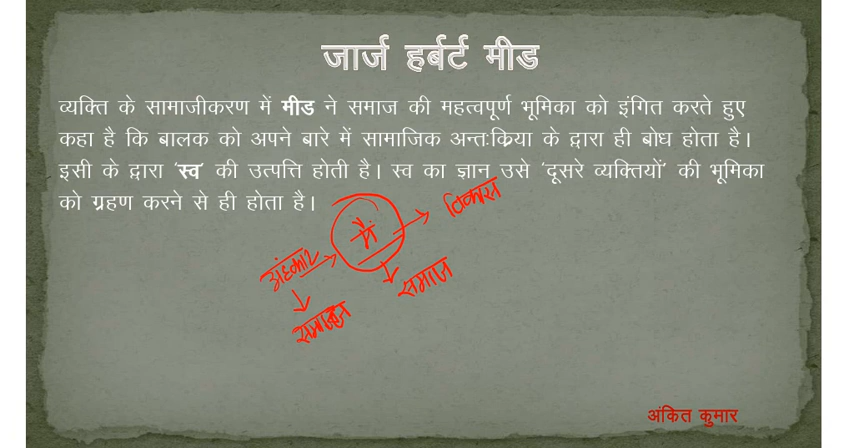 जार्ज हर्बर्ट मीड
व्यक्ति के सामाजीकरण में मीड ने समाज की महत्वपूर्ण भूमिका को इंगित करते हुए
कहा है कि बालक को अपने बारे में सामाजिक अन्तःक्रिया के द्वारा ही बोध होता है।
इसी के द्वारा 'स्व' की उत्पत्ति होती है। स्व का ज्ञान उसे 'दूसरे व्यक्तियों' की भूमिका
को ग्रहण करने से ही होता है।
विकास
मैं
अहंकार
समाज
अंकित कुमार